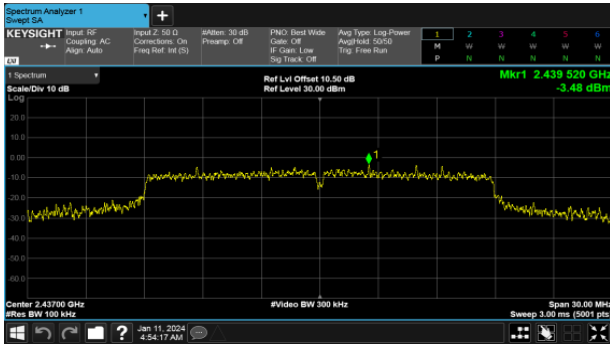 Spectrum Analyzer 1
Swept SA
+
KEYSIGHT Input: RF
Coupling: AC
Align: Auto
Input Z: 50 Ω
Corrections: On
Freq Ref: Int (S)
#Atten: 30 dB
Preamp: Off
PNO: Best Wide
Gate: Off
IF Gain: Low
Sig Track: Off
Avg Type: Log-Power
Avg|Hold: 50/50
Trig: Free Run
1 2 3 4 5 6
M W W W W W
P N N N N N
LXI
1 Spectrum
Scale/Div 10 dB
Ref Lvl Offset 10.50 dB
Ref Level 30.00 dBm
Mkr1 2.439 520 GHz
-3.48 dBm
Log
20.0
10.0
0.00
-10.0
-20.0
-30.0
-40.0
-50.0
-60.0
1
Center 2.43700 GHz
#Res BW 100 kHz
#Video BW 300 kHz
Span 30.00 MHz
Sweep 3.00 ms (5001 pts)
?
Jan 11, 2024
4:54:17 AM